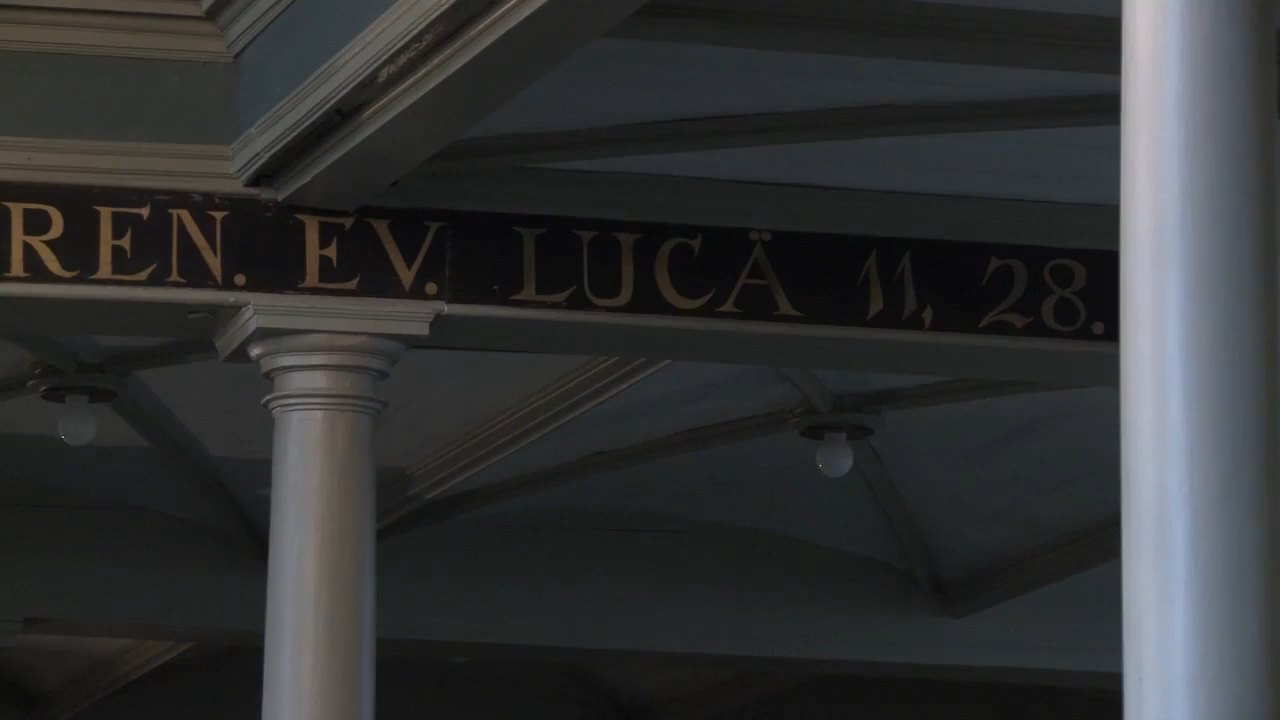 REN. EV. LUCÄ 11, 28.